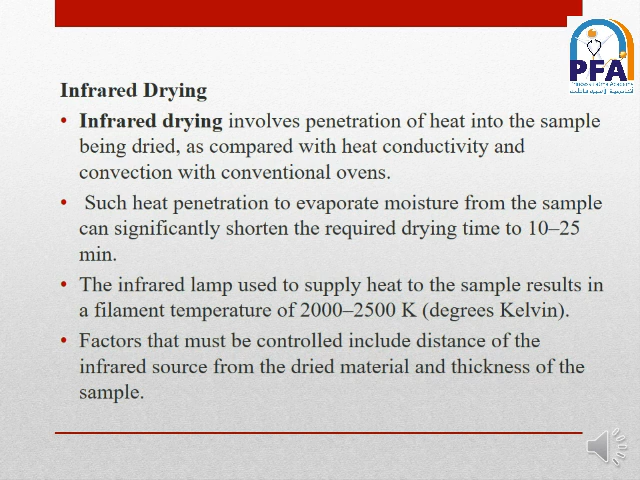 PFA
Infrared Drying
• Infrared drying involves penetration of heat into the sample
being dried, as compared with heat conductivity and
convection with conventional ovens.
• Such heat penetration to evaporate moisture from the sample
can significantly shorten the required drying time to 10–25
min.
• The infrared lamp used to supply heat to the sample results in
a filament temperature of 2000–2500 K (degrees Kelvin).
• Factors that must be controlled include distance of the
infrared source from the dried material and thickness of the
sample.